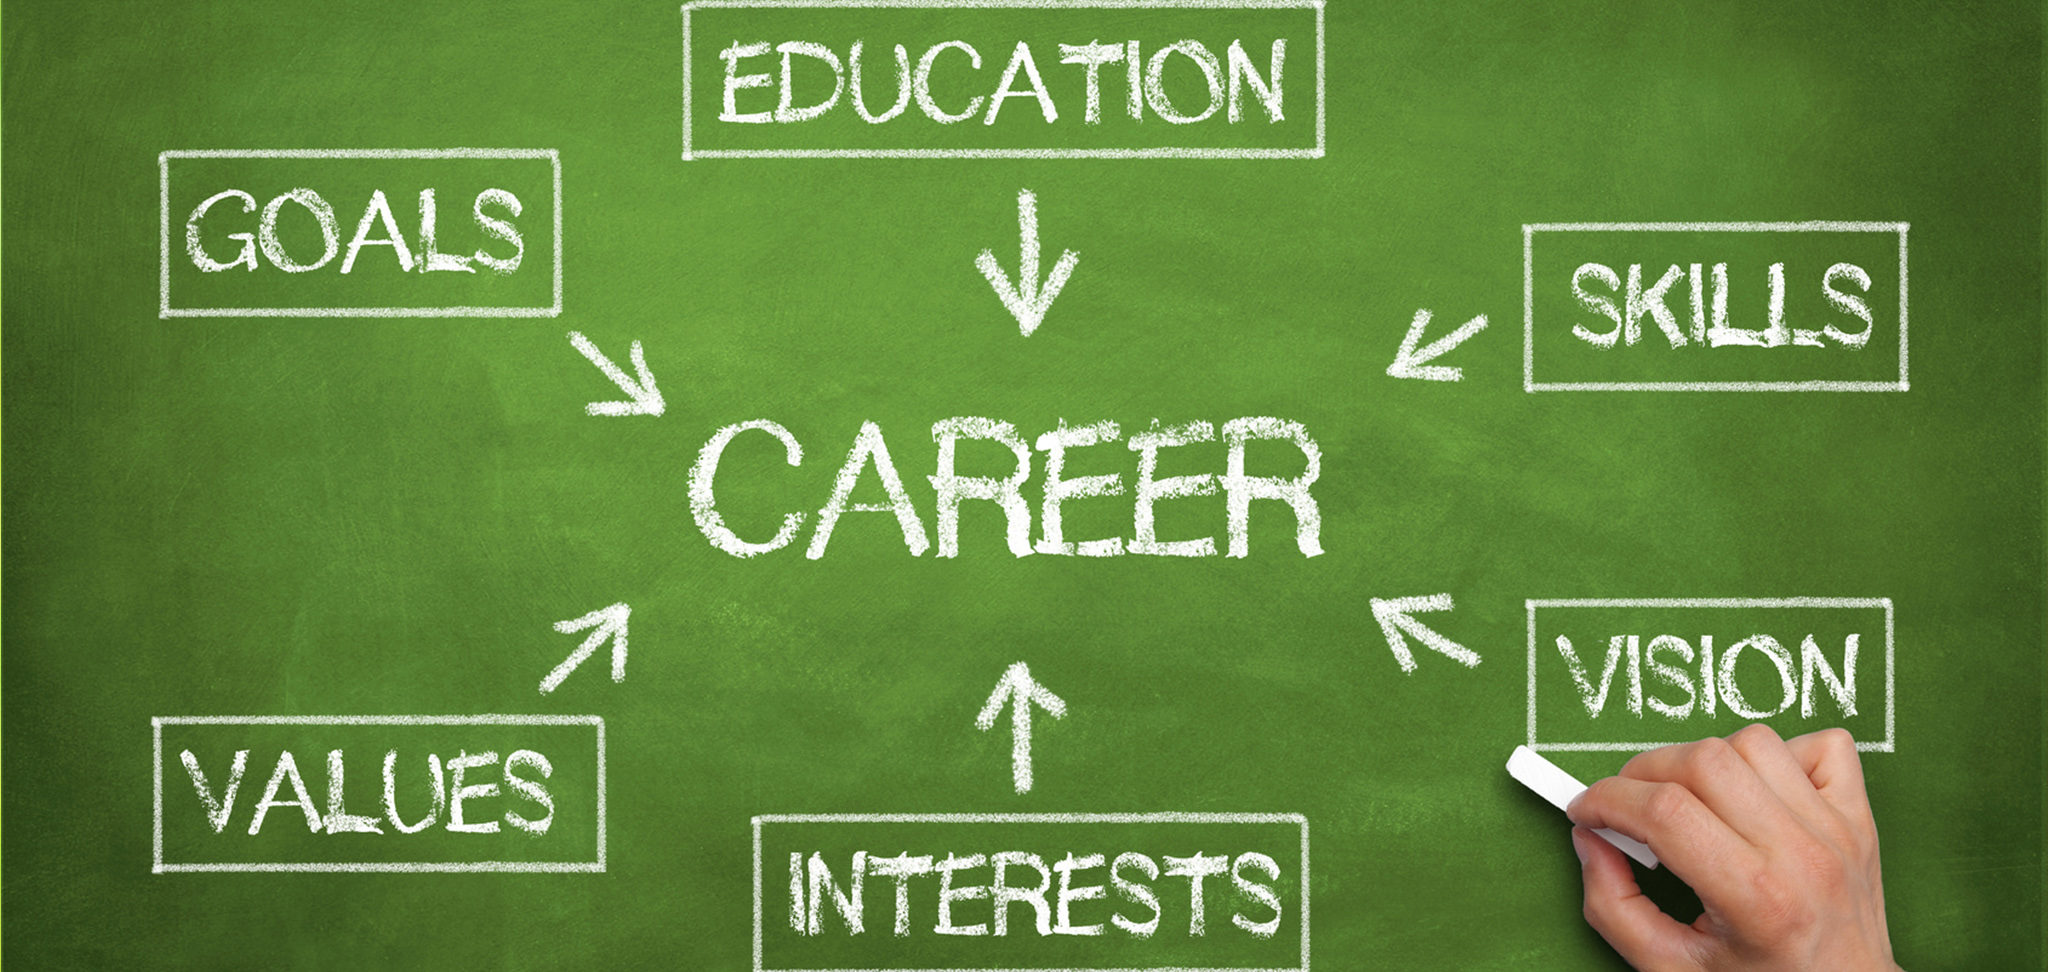 EDUCATION
GOALS
SKILLS
CAREER
VISION
VALUES
INTERESTS